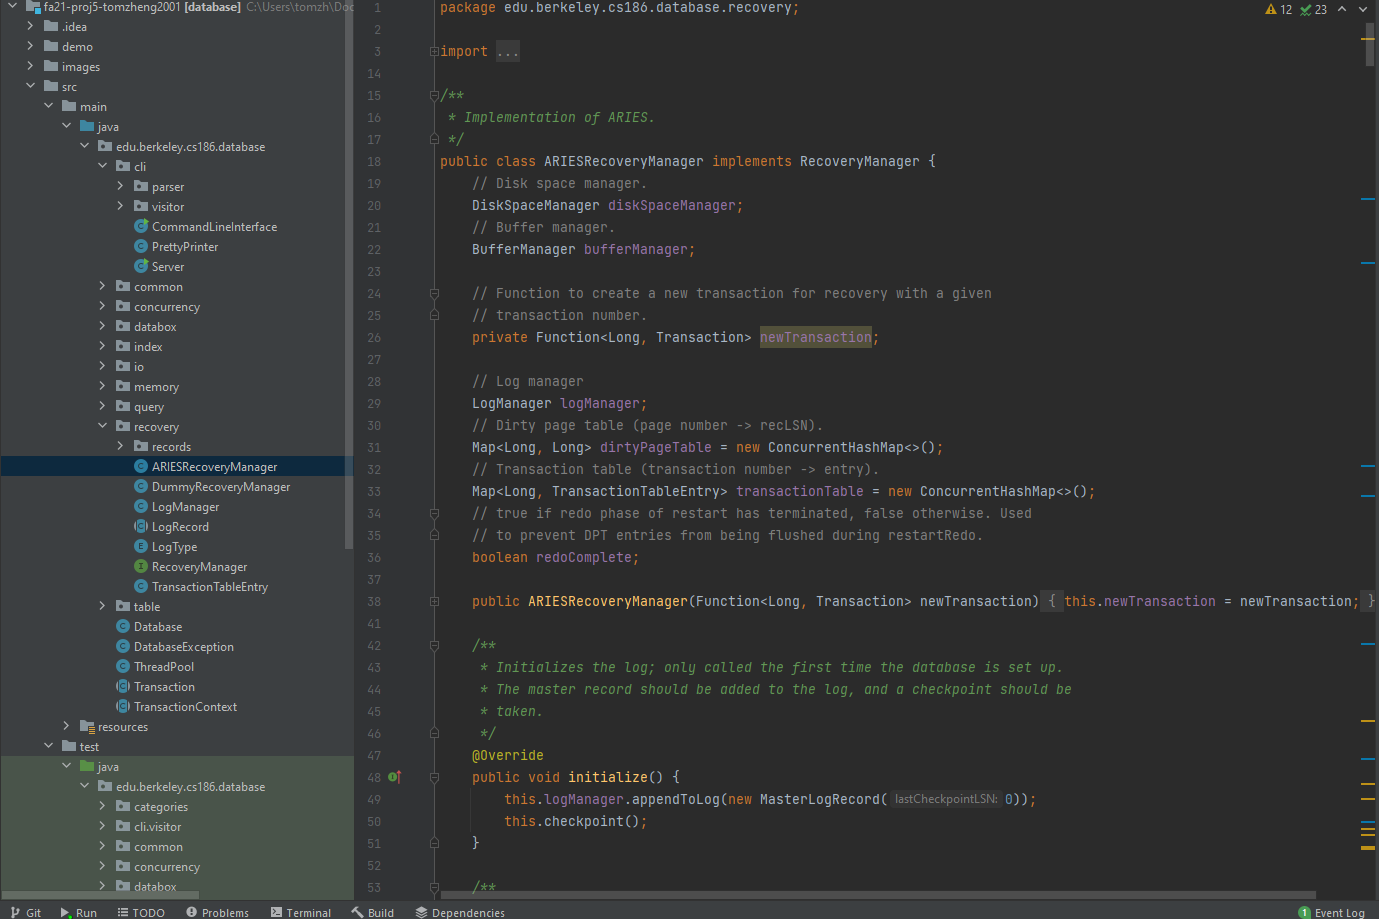 fa21-proj5-tomzheng2001 [database] C:\Users\tomzh\Doc
.idea
demo
images
src
main
java
edu.berkeley.cs186.database
cli
parser
visitor
CommandLineInterface
PrettyPrinter
Server
common
concurrency
databox
index
io
memory
query
recovery
records
ARIESRecoveryManager
DummyRecoveryManager
LogManager
LogRecord
LogType
RecoveryManager
TransactionTableEntry
table
Database
DatabaseException
ThreadPool
Transaction
TransactionContext
resources
test
java
edu.berkeley.cs186.database
categories
cli.visitor
common
concurrency
databox
12 23
1 package edu.berkeley.cs186.database.recovery;
2
3 import ...
14
15 /**
16 * Implementation of ARIES.
17 */
18 public class ARIESRecoveryManager implements RecoveryManager {
19 // Disk space manager.
20 DiskSpaceManager diskSpaceManager;
21 // Buffer manager.
22 BufferManager bufferManager;
23
24 // Function to create a new transaction for recovery with a given
25 // transaction number.
26 private Function<Long, Transaction> newTransaction;
27
28 // Log manager
29 LogManager logManager;
30 // Dirty page table (page number -> recLSN).
31 Map<Long, Long> dirtyPageTable = new ConcurrentHashMap<>();
32 // Transaction table (transaction number -> entry).
33 Map<Long, TransactionTableEntry> transactionTable = new ConcurrentHashMap<>();
34 // true if redo phase of restart has terminated, false otherwise. Used
35 // to prevent DPT entries from being flushed during restartRedo.
36 boolean redoComplete;
37
38 public ARIESRecoveryManager(Function<Long, Transaction> newTransaction) { this.newTransaction = newTransaction; }
41
42 /**
43 * Initializes the log; only called the first time the database is set up.
44 * The master record should be added to the log, and a checkpoint should be
45 * taken.
46 */
47 @Override
48 public void initialize() {
49 this.logManager.appendToLog(new MasterLogRecord( lastCheckpointLSN: 0));
50 this.checkpoint();
51 }
52
53 /**
Git Run TODO Problems Terminal Build Dependencies 1 Event Log